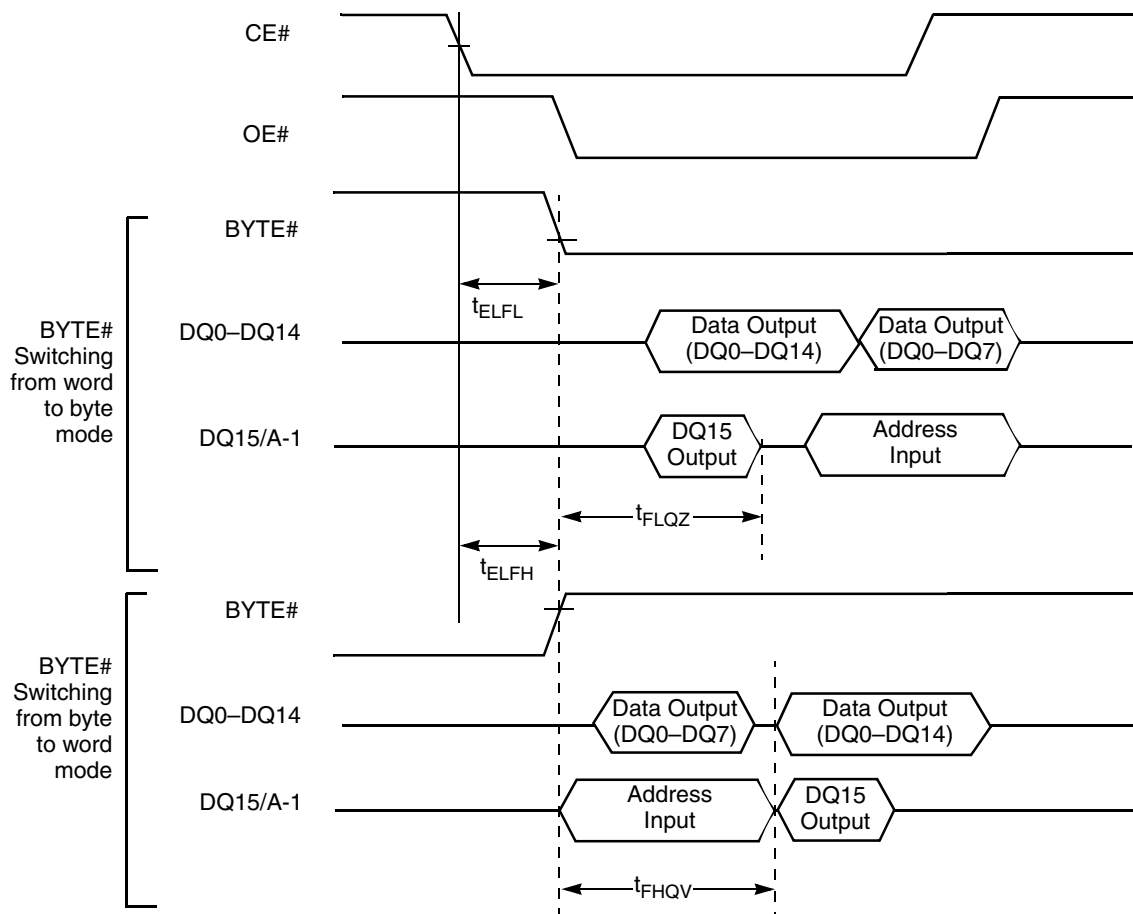 CE#
OE#
BYTE#
tELFL
BYTE#
Switching
from word
to byte
mode
DQ0–DQ14
Data Output
(DQ0–DQ14)
Data Output
(DQ0–DQ7)
DQ15/A-1
DQ15
Output
Address
Input
tFLQZ
tELFH
BYTE#
BYTE#
Switching
from byte
to word
mode
DQ0–DQ14
Data Output
(DQ0–DQ7)
Data Output
(DQ0–DQ14)
DQ15/A-1
Address
Input
DQ15
Output
tFHQV